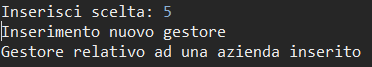 Inserisci scelta: 5
Inserimento nuovo gestore
Gestore relativo ad una azienda inserito